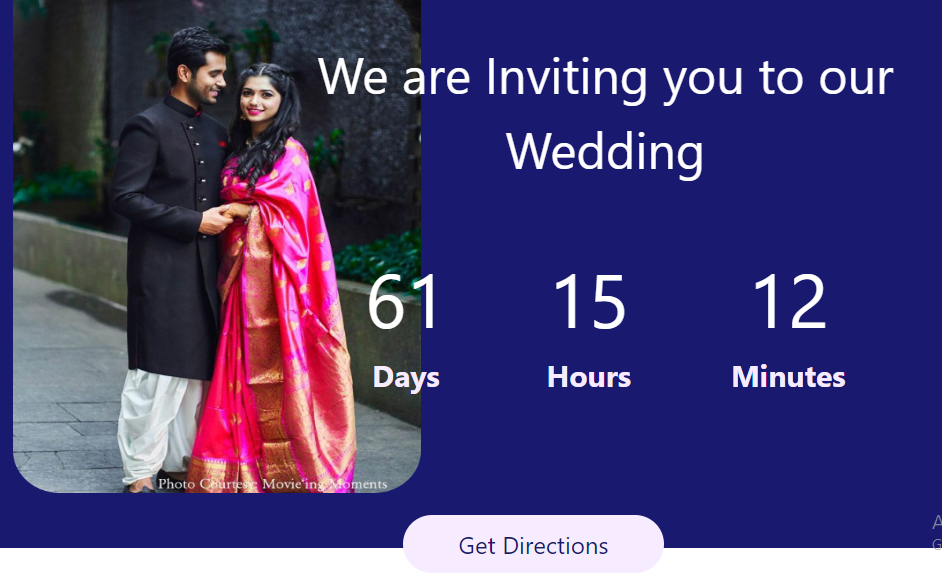 We are Inviting you to our
Wedding
61 15 12
Days Hours Minutes
Photo Courtesy: Movie'ing Moments
Get Directions